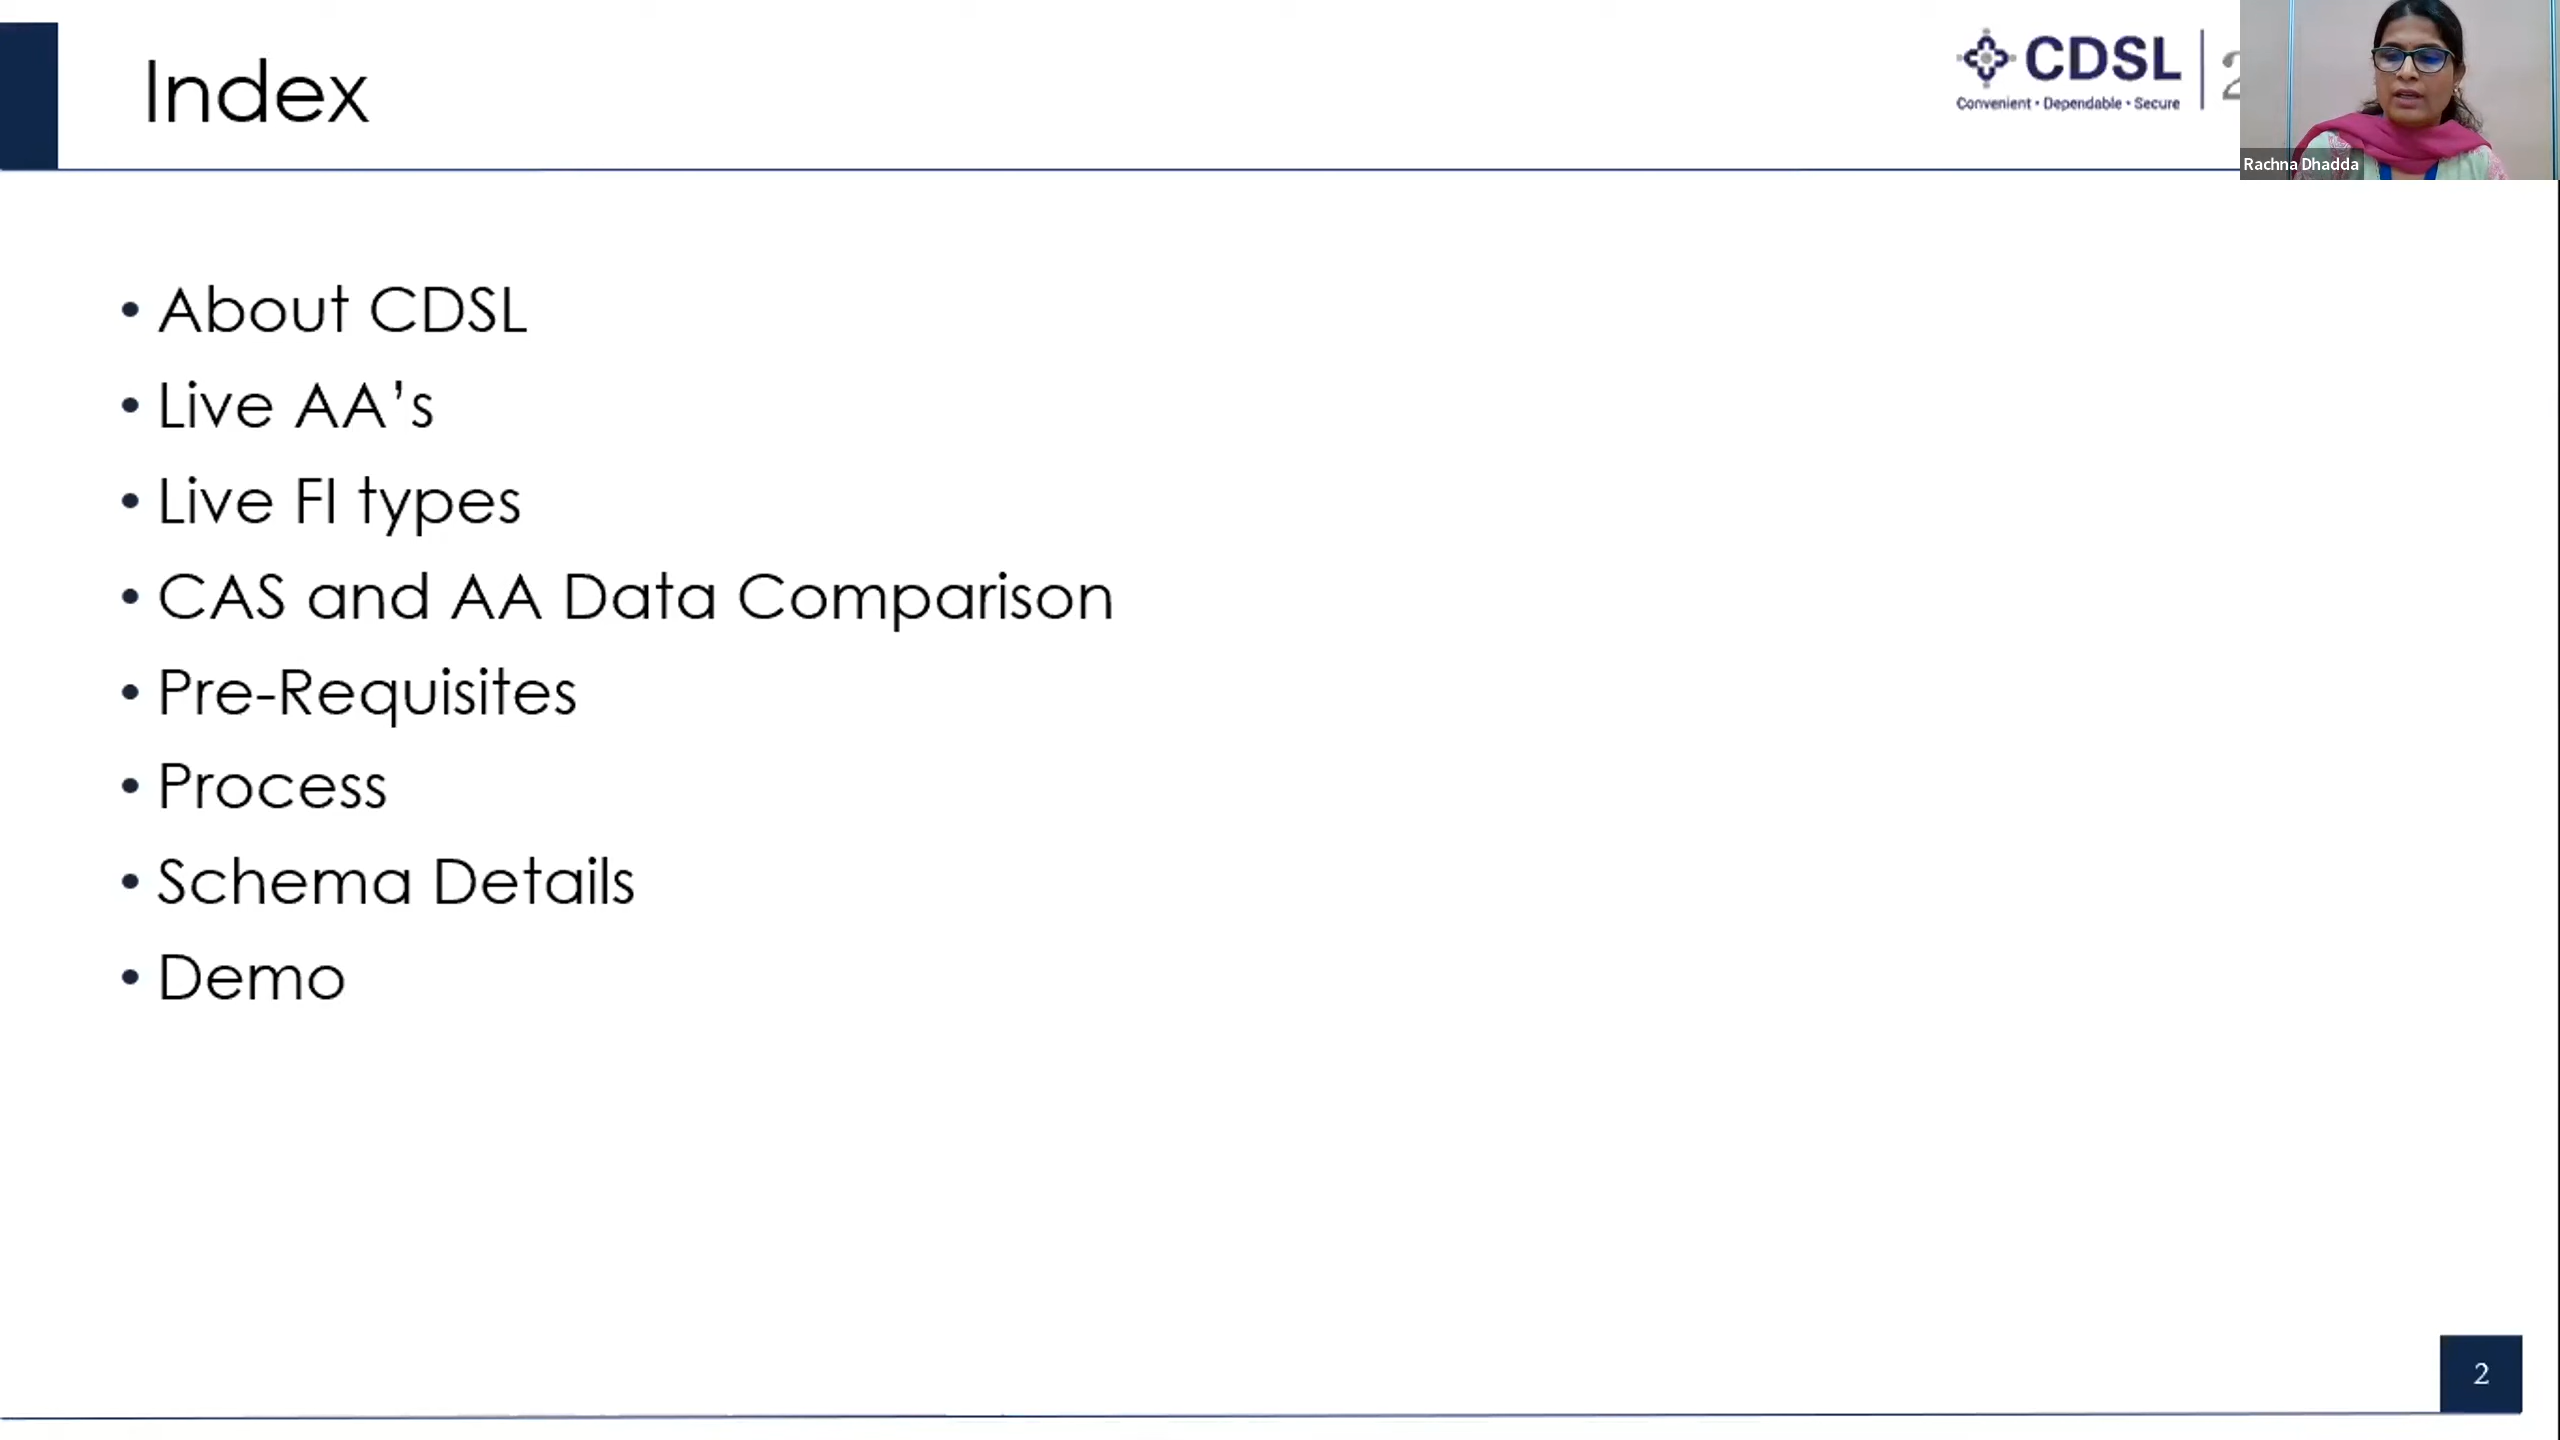 Index
CDSL
Convenient • Dependable • Secure
Rachna Dhadda
• About CDSL
• Live AA’s
• Live FI types
• CAS and AA Data Comparison
• Pre-Requisites
• Process
• Schema Details
• Demo
2